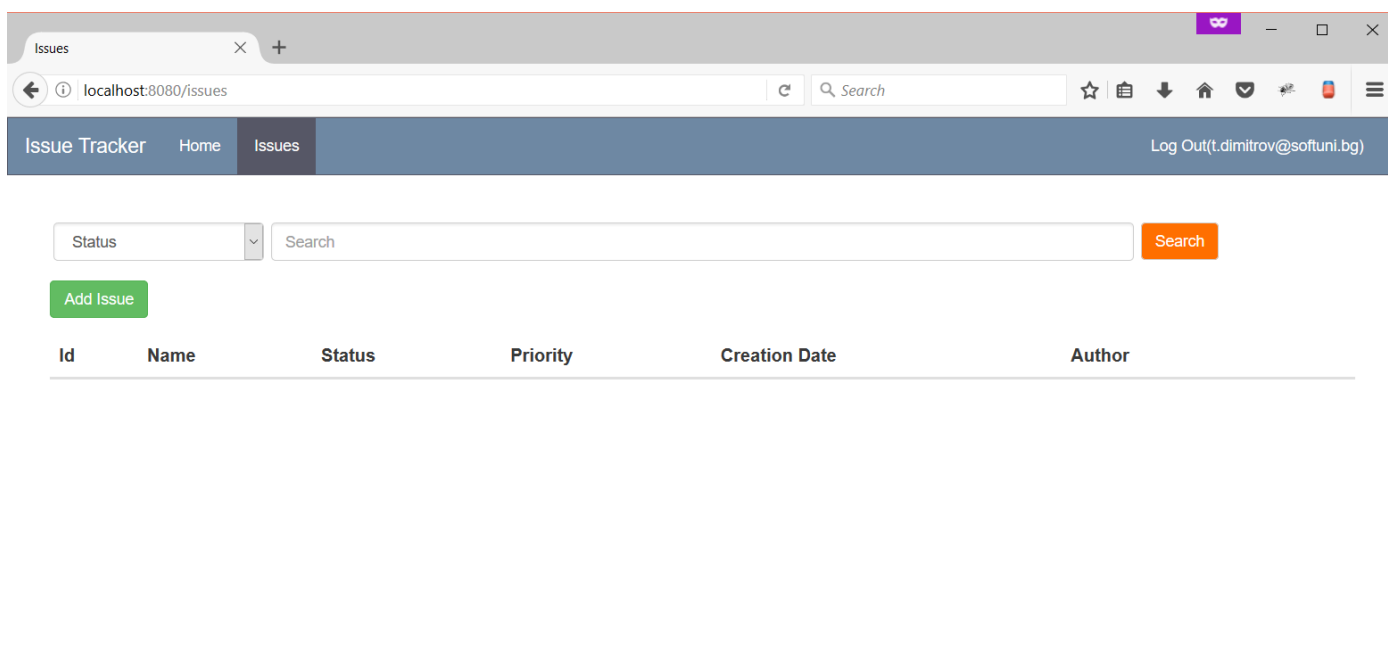 Issues
localhost:8080/issues
Search
Issue Tracker Home Issues Log Out(t.dimitrov@softuni.bg)
Status Search Search
Add Issue
Id Name Status Priority Creation Date Author